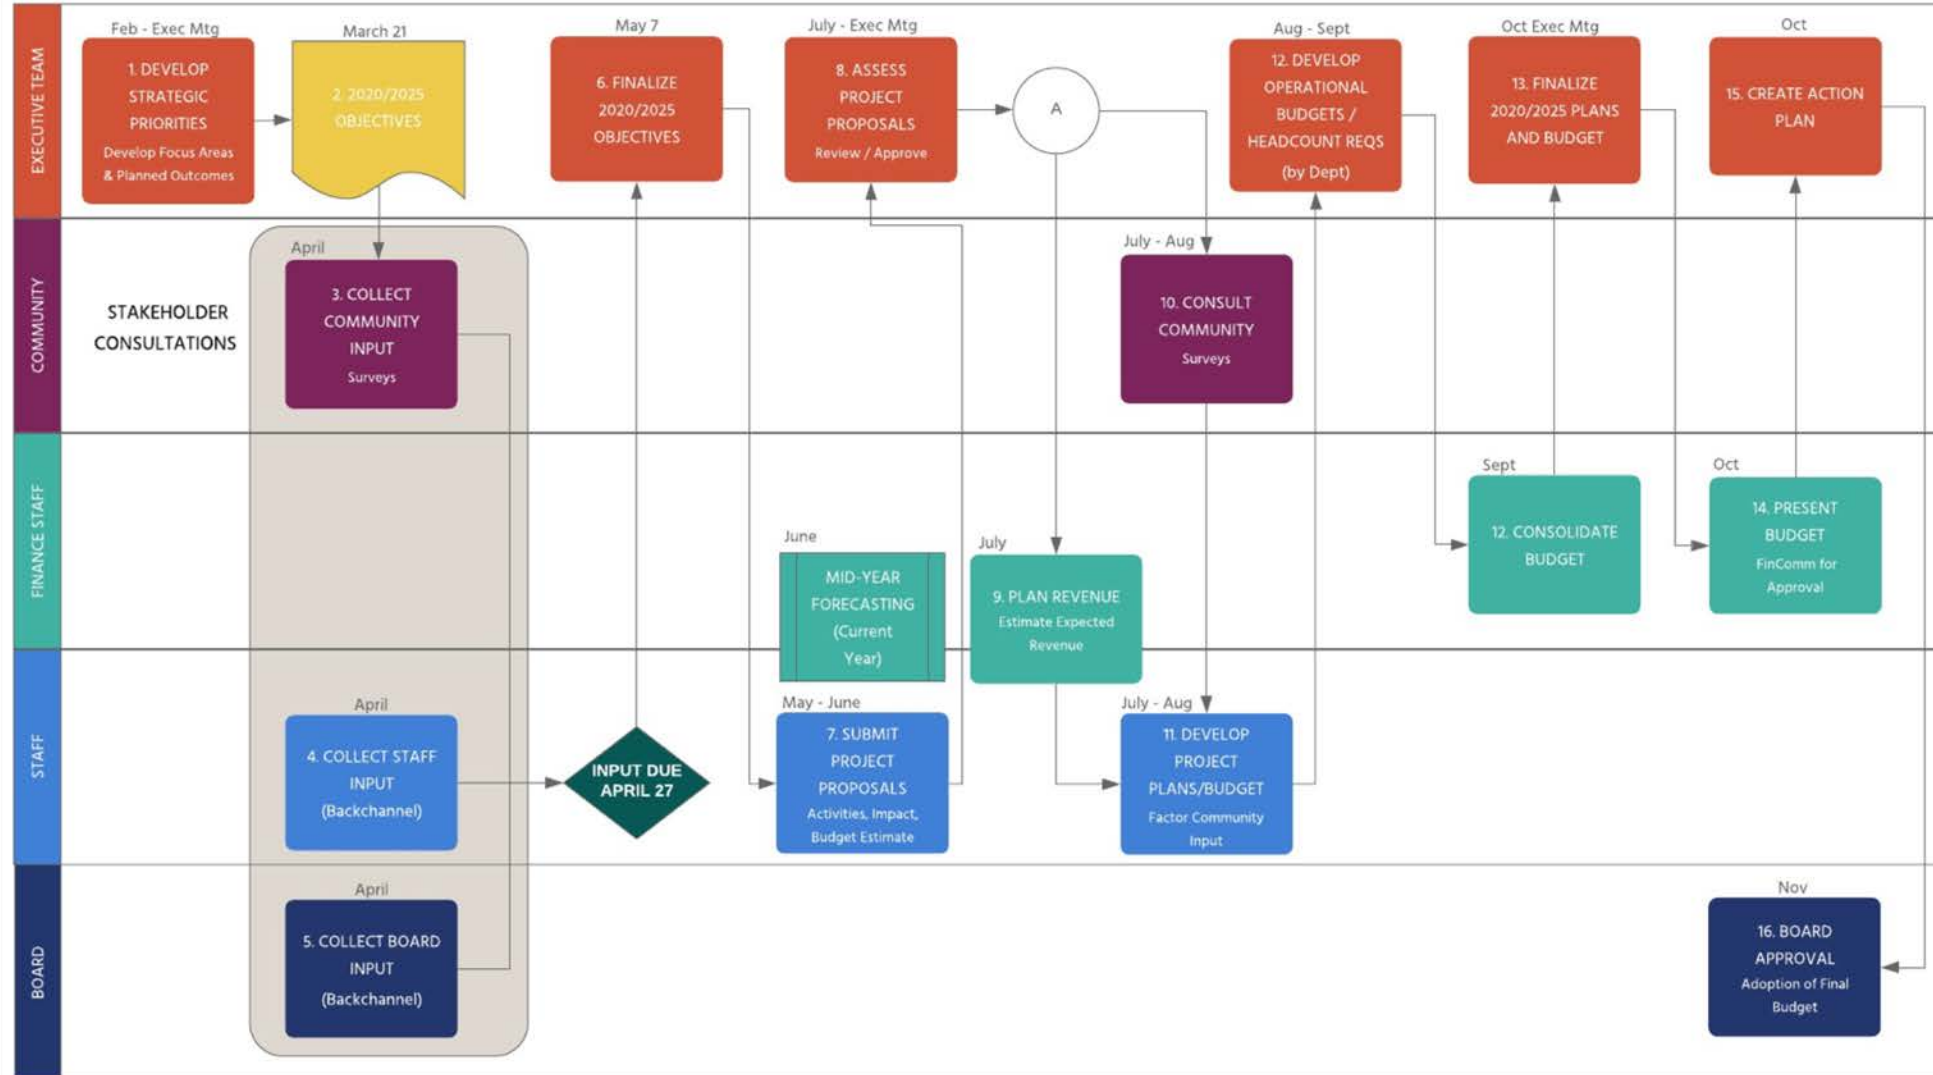 EXECUTIVE TEAM
Feb - Exec Mtg
1. DEVELOP
STRATEGIC
PRIORITIES
Develop Focus Areas
& Planned Outcomes
March 21
2. 2020/2025
OBJECTIVES
May 7
6. FINALIZE
2020/2025
OBJECTIVES
July - Exec Mtg
8. ASSESS
PROJECT
PROPOSALS
Review / Approve
A
Aug - Sept
12. DEVELOP
OPERATIONAL
BUDGETS /
HEADCOUNT REQS
(by Dept)
Oct Exec Mtg
13. FINALIZE
2020/2025 PLANS
AND BUDGET
Oct
15. CREATE ACTION
PLAN
COMMUNITY
STAKEHOLDER
CONSULTATIONS
April
3. COLLECT
COMMUNITY
INPUT
Surveys
July - Aug
10. CONSULT
COMMUNITY
Surveys
FINANCE STAFF
June
MID-YEAR
FORECASTING
(Current
Year)
July
9. PLAN REVENUE
Estimate Expected
Revenue
Sept
12. CONSOLIDATE
BUDGET
Oct
14. PRESENT
BUDGET
FinComm for
Approval
STAFF
April
4. COLLECT STAFF
INPUT
(Backchannel)
INPUT DUE
APRIL 27
May - June
7. SUBMIT
PROJECT
PROPOSALS
Activities, Impact,
Budget Estimate
July - Aug
11. DEVELOP
PROJECT
PLANS/BUDGET
Factor Community
Input
BOARD
April
5. COLLECT BOARD
INPUT
(Backchannel)
Nov
16. BOARD
APPROVAL
Adoption of Final
Budget